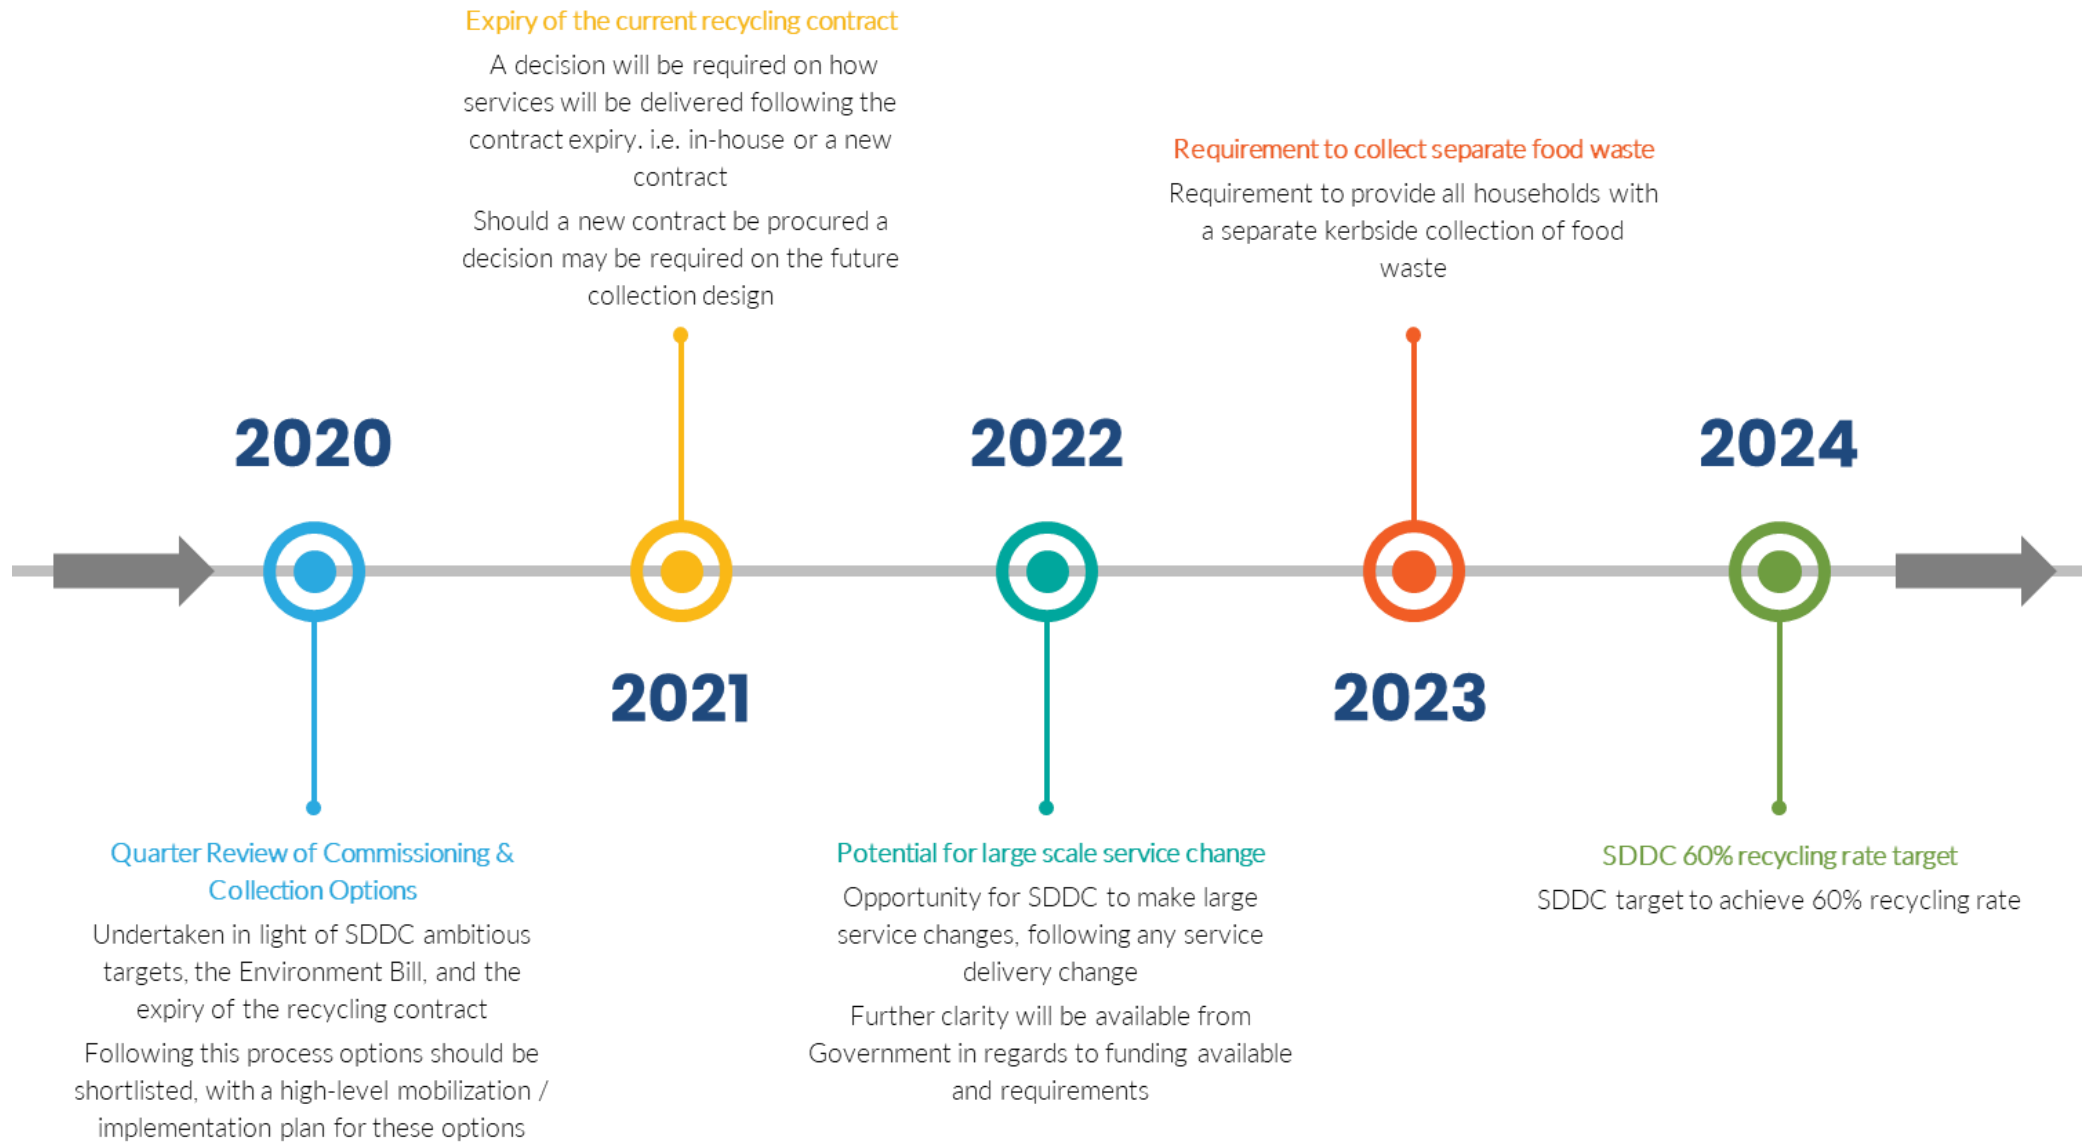 Expiry of the current recycling contract
A decision will be required on how
services will be delivered following the
contract expiry. i.e. in-house or a new
contract
Should a new contract be procured a
decision may be required on the future
collection design
Requirement to collect separate food waste
Requirement to provide all households with
a separate kerbside collection of food
waste
2020
2022
2024
2021
2023
Quarter Review of Commissioning &
Collection Options
Undertaken in light of SDDC ambitious
targets, the Environment Bill, and the
expiry of the recycling contract
Following this process options should be
shortlisted, with a high-level mobilization /
implementation plan for these options
Potential for large scale service change
Opportunity for SDDC to make large
service changes, following any service
delivery change
Further clarity will be available from
Government in regards to funding available
and requirements
SDDC 60% recycling rate target
SDDC target to achieve 60% recycling rate